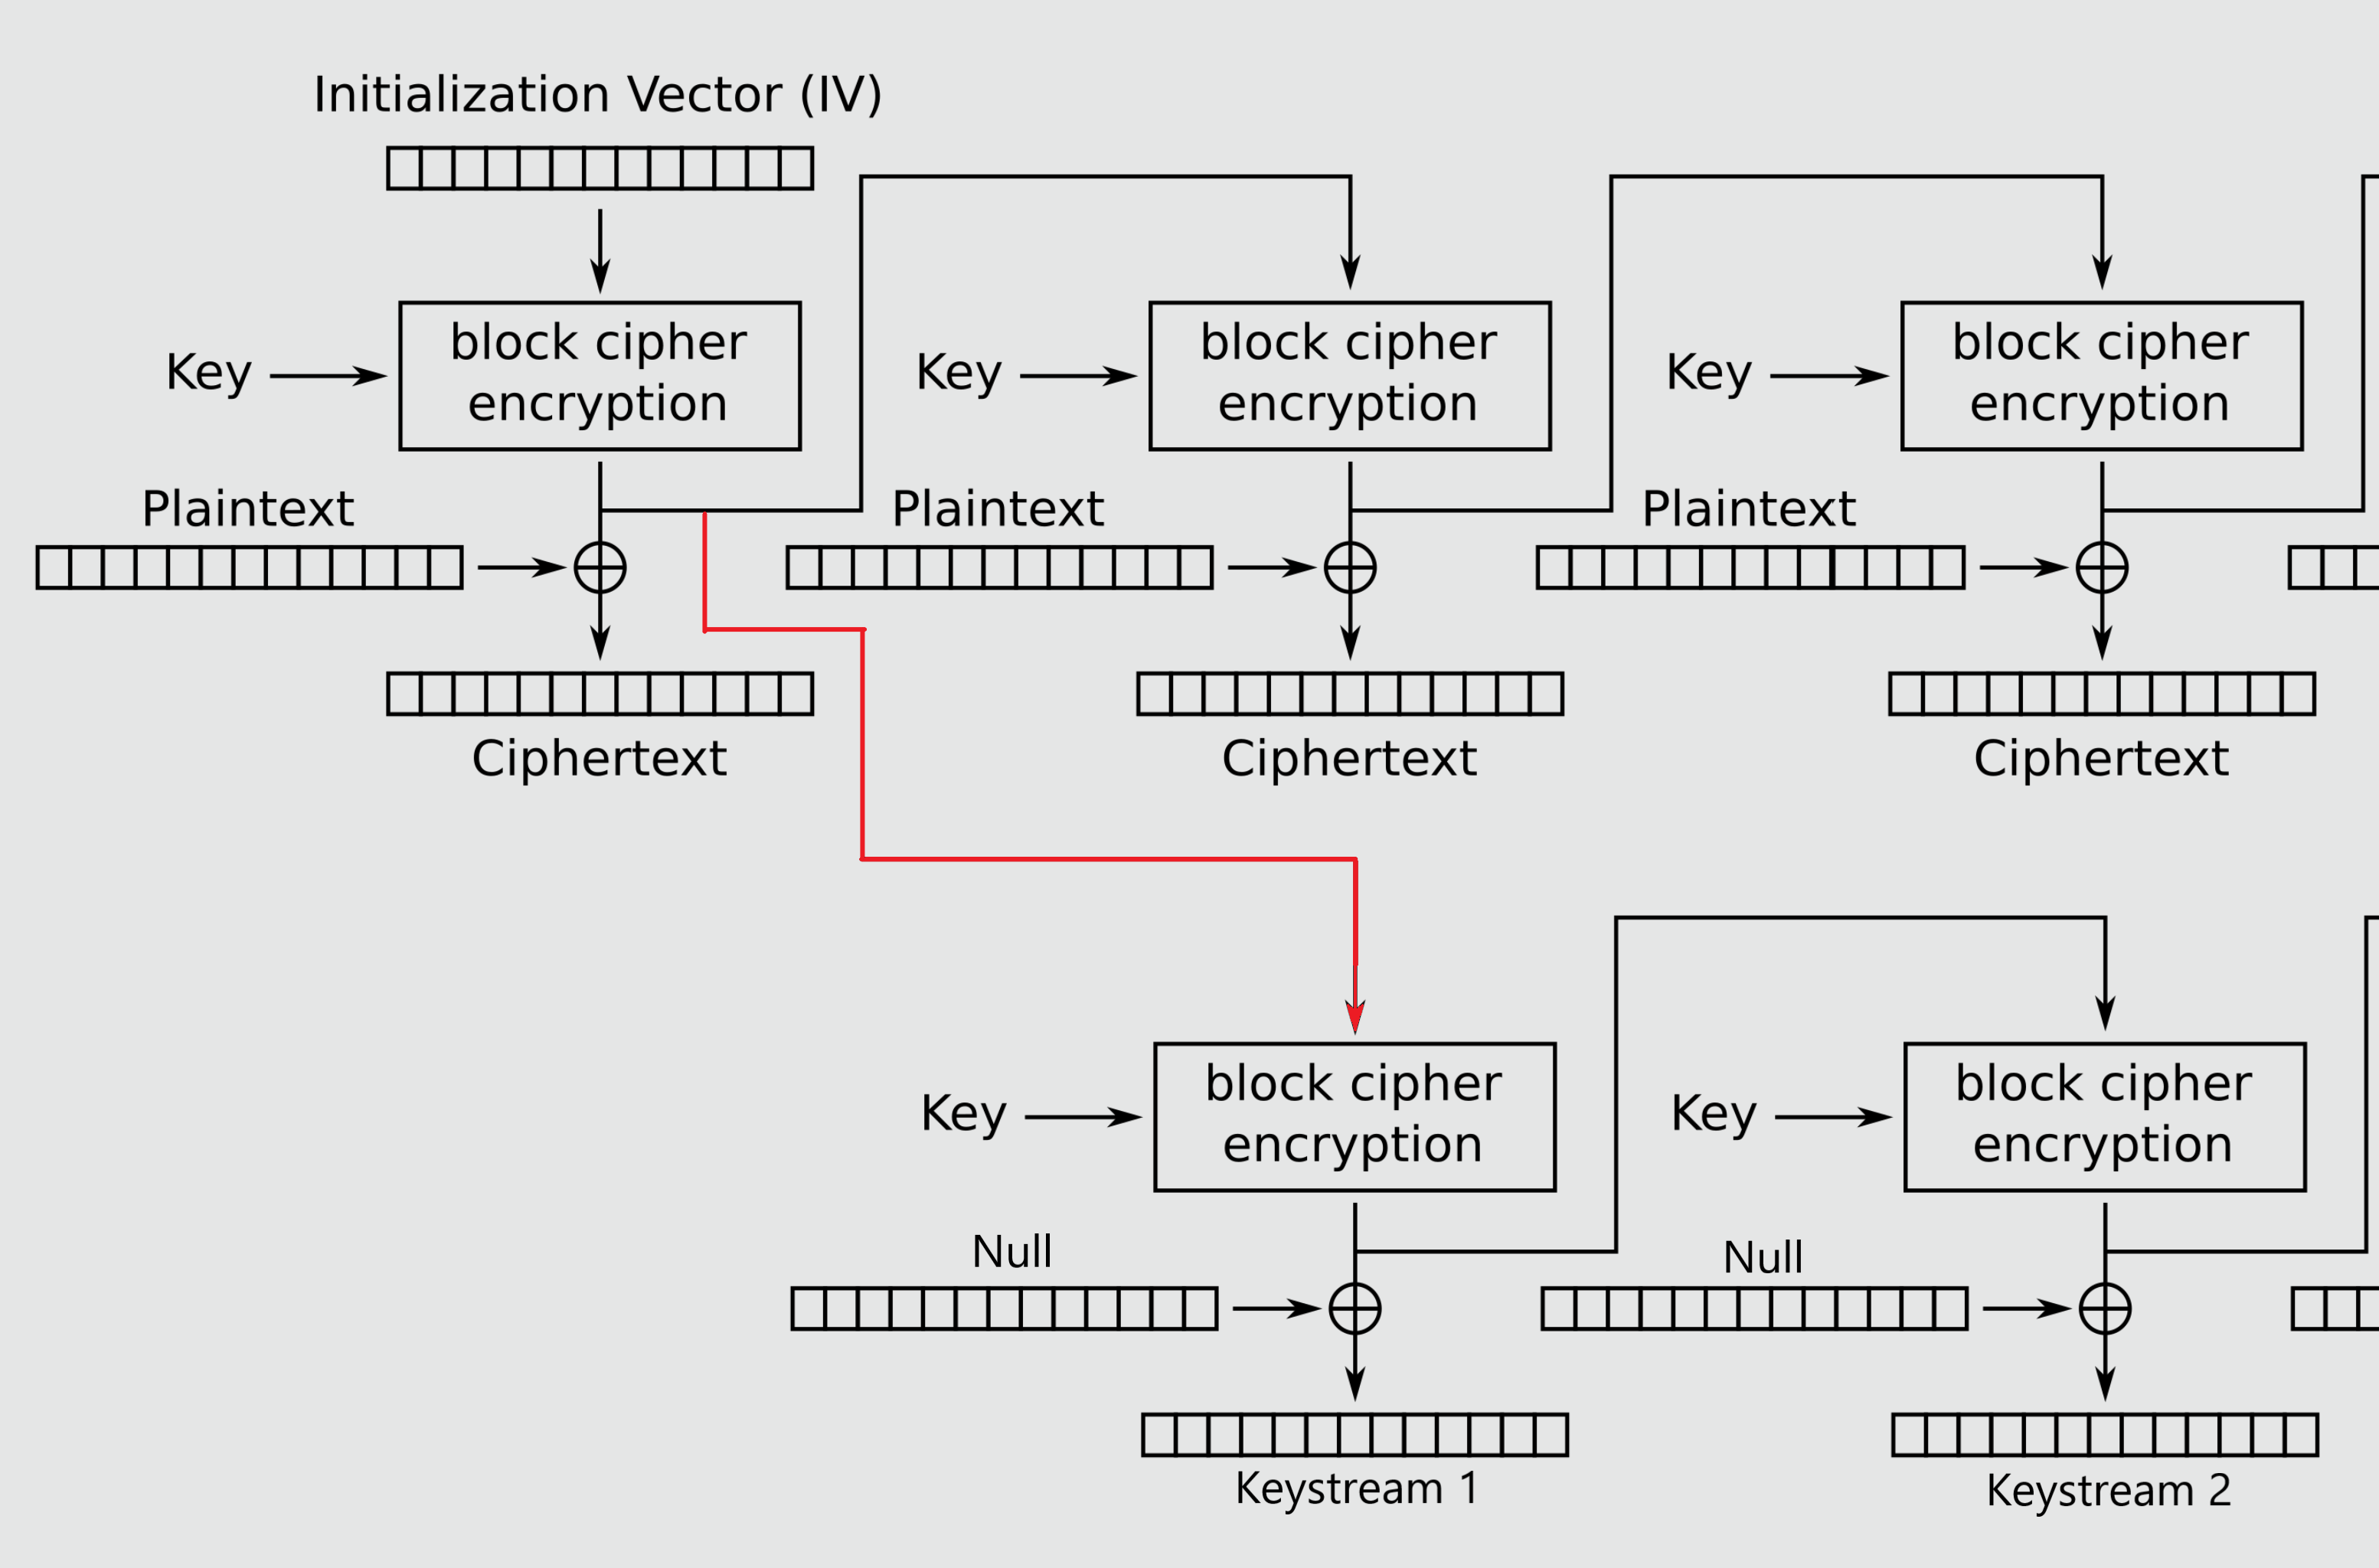 Initialization Vector (IV)
Key
block cipher
encryption
Key
block cipher
encryption
Key
block cipher
encryption
Plaintext
Plaintext
Plaintext
Ciphertext
Ciphertext
Ciphertext
Key
block cipher
encryption
Key
block cipher
encryption
Null
Null
Keystream 1
Keystream 2